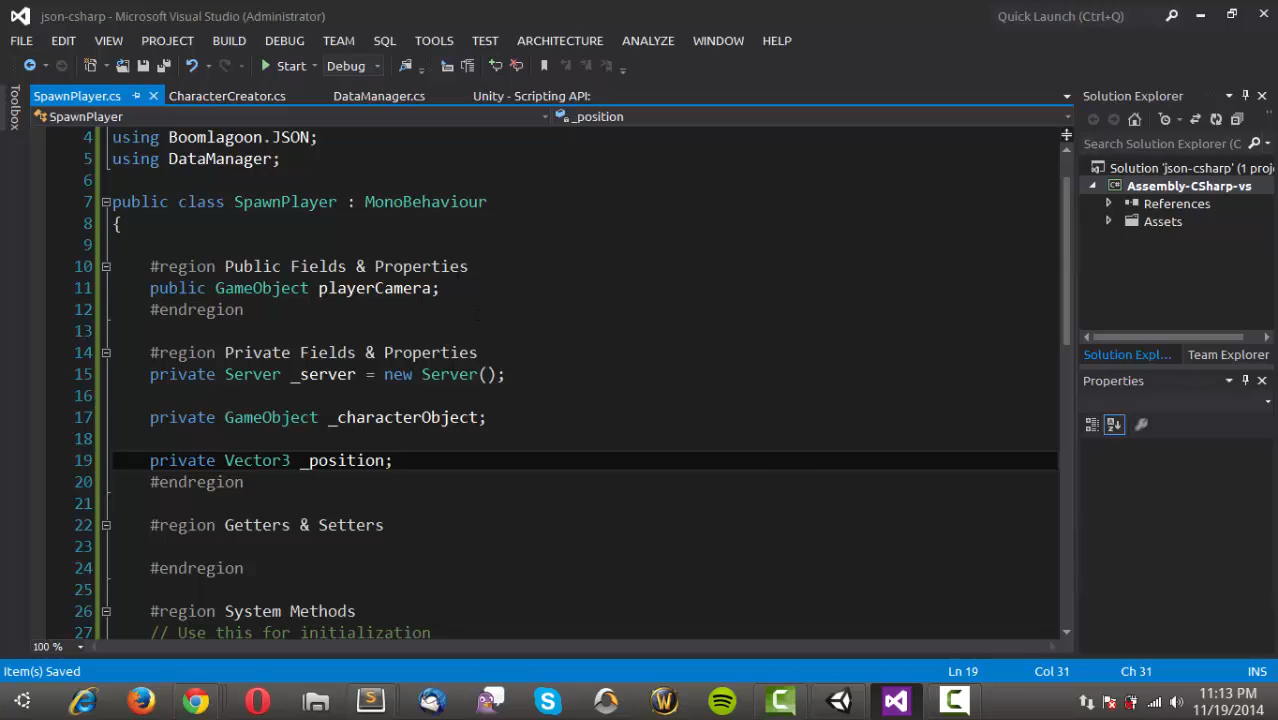 json-csharp - Microsoft Visual Studio (Administrator)
Quick Launch (Ctrl+Q)
FILE EDIT VIEW PROJECT BUILD DEBUG TEAM SQL TOOLS TEST ARCHITECTURE ANALYZE WINDOW HELP
Start Debug
Toolbox
SpawnPlayer.cs CharacterCreator.cs DataManager.cs Unity - Scripting API:
SpawnPlayer _position
4 using Boomlagoon.JSON;
5 using DataManager;
6
7 public class SpawnPlayer : MonoBehaviour
8 {
9
10 #region Public Fields & Properties
11 public GameObject playerCamera;
12 #endregion
13
14 #region Private Fields & Properties
15 private Server _server = new Server();
16
17 private GameObject _characterObject;
18
19 private Vector3 _position;
20 #endregion
21
22 #region Getters & Setters
23
24 #endregion
25
26 #region System Methods
27 // Use this for initialization
100 %
Solution Explorer
Search Solution Explorer (C
Solution 'json-csharp' (1 proj
Assembly-CSharp-vs
References
Assets
Solution Expl... Team Explorer
Properties
Item(s) Saved Ln 19 Col 31 Ch 31 INS
11:13 PM
11/19/2014